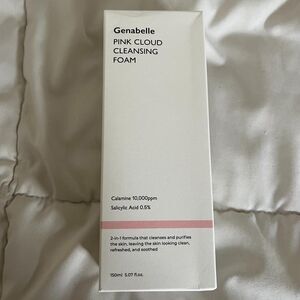 Genabelle
PINK CLOUD
CLEANSING
FOAM
Calamine 10,000ppm
Salicylic Acid 0.5%
2-in-1 formula that cleanses and purifies
the skin, leaving the skin looking clean,
refreshed, and soothed
150ml 5.07 fl.oz.